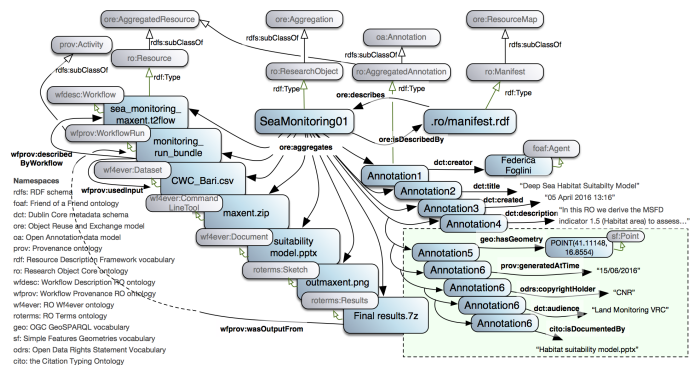 ore:AggregatedResource
ore:Aggregation
ore:ResourceMap
oa:Annotation
prov:Activity
rdfs:subClassOf
rdfs:subClassOf
rdfs:subClassOf
rdfs:subClassOf
rdfs:subClassOf
ro:Resource
ro:ResearchObject
ro:AggregatedAnnotation
ro:Manifest
rdf:Type
rdf:Type
rdf:Type
rdf:Type
ore:describes
wfdesc:Workflow
sea_monitoring_
maxent.t2flow
SeaMonitoring01
.ro/manifest.rdf
ore:isDescribedBy
wfprov:WorkflowRun
monitoring_
run_bundle
ore:aggregates
foaf:Agent
wfprov:described
ByWorkflow
dct:creator
Federica
Foglini
wf4ever:Dataset
CWC_Bari.csv
Annotation1
Namespaces
wfprov:usedInput
Annotation2
dct:title
"Deep Sea Habitat Suitabilty Model"
rdfs: RDF schema
foaf: Friend of a Friend ontology
dct: Dublin Core metadata schema
ore: Object Reuse and Exchange model
oa: Open Annotation data model
prov: Provenance ontology
rdf: Resource Description Framework vocabulary
ro: Research Object Core ontology
wfdesc: Workflow Description RO ontology
wfprov: Workflow Provenance RO ontology
wf4ever: RO Wf4ever ontology
roterms: RO Terms ontology
geo: OGC GeoSPARQL vocabulary
sf: Simple Features Geometries vocabulary
odrs: Open Data Rights Statement Vocabulary
cito: the Citation Typing Ontology
wf4ever:Command
LineTool
maxent.zip
Annotation3
dct:created
"05 April 2016 13:16"
Annotation4
dct:description
"In this RO we derive the MSFD
indicator 1.5 (Habitat area) to assess…"
wf4ever:Document
suitability
model.pptx
sf:Point
geo:hasGeometry
Annotation5
POINT(41.11148,
16.8554)
roterms:Sketch
outmaxent.png
Annotation6
prov:generatedAtTime
"15/06/2016"
roterms:Results
Final results.7z
Annotation6
odrs:copyrightHolder
"CNR"
Annotation6
dct:audience
"Land Monitoring VRC"
Annotation6
cito:isDocumentedBy
wfprov:wasOutputFrom
"Habitat suitability model.pptx"